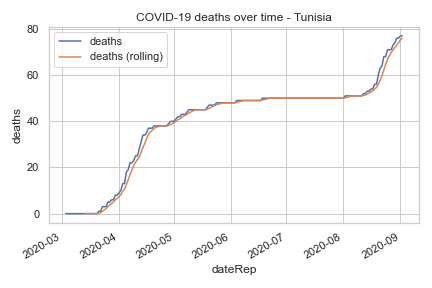 COVID-19 deaths over time - Tunisia
deaths
deaths (rolling)
80
60
40
20
0
deaths
2020-03
2020-04
2020-05
2020-06
2020-07
2020-08
2020-09
dateRep